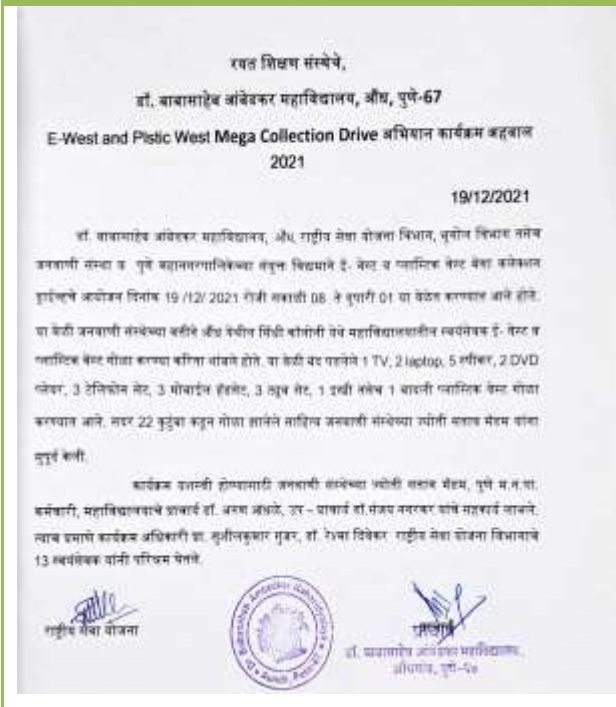 रयत शिक्षण संस्थेचे,
डॉ. बाबासाहेब आंबेडकर महाविद्यालय, औंध, पुणे-67
E-West and Plstic West Mega Collection Drive अभियान कार्यक्रम अहवाल
2021
19/12/2021
डॉ. बाबासाहेब आंबेडकर महाविद्यालय, औंध, राष्ट्रीय सेवा योजना विभाग, भूगोल विभाग तसेच
जनवाणी संस्था व पुणे महानगरपालिकेच्या संयुक्त विद्यमाने ई- वेस्ट व प्लास्टिक वेस्ट मेगा कलेक्शन
ड्राईव्हचे आयोजन दिनांक 19 /12/ 2021 रोजी सकाळी 08 ते दुपारी 01 या वेळेत करण्यात आले होते.
या वेळी जनवाणी संस्थेच्या वतीने औंध येथील सिंधी कॉलोनी येथे महाविद्यालयातील स्वयंसेवक ई- वेस्ट व
प्लास्टिक वेस्ट गोळा करण्या करिता थांबले होते. या वेळी बंद पडलेले 1 TV, 2 laptop, 5 स्पीकर, 2 DVD
प्लेयर, 3 टेलिफोन सेट, 3 मोबाईल हँडसेट, 3 ट्यूब सेट, 1 इस्त्री तसेच 1 बादली प्लास्टिक वेस्ट गोळा
करण्यात आले. सदर 22 कुटुंबा कडून गोळा झालेले साहित्य जनवाणी संस्थेच्या ज्योती मॅडम यांना
सुपूर्द केली.
कार्यक्रम यशस्वी होण्यासाठी जनवाणी संस्थेच्या ज्योती मॅडम, पुणे म.न.पा.
कर्मचारी, महाविद्यालयाचे प्राचार्य डॉ. अरुण आंधळे, उप – प्राचार्य डॉ.संजय नगरकर यांचे सहकार्य लाभले.
त्याच प्रमाणे कार्यक्रम अधिकारी प्रा. सुशीलकुमार गुजर, डॉ. दिवेकर राष्ट्रीय सेवा योजना विभागाचे
13 स्वयंसेवक यांनी परिश्रम घेतले.
राष्ट्रीय सेवा योजना
प्राचार्य
डॉ. बाबासाहेब आंबेडकर महाविद्यालय,
औंधगाव, पुणे-६७